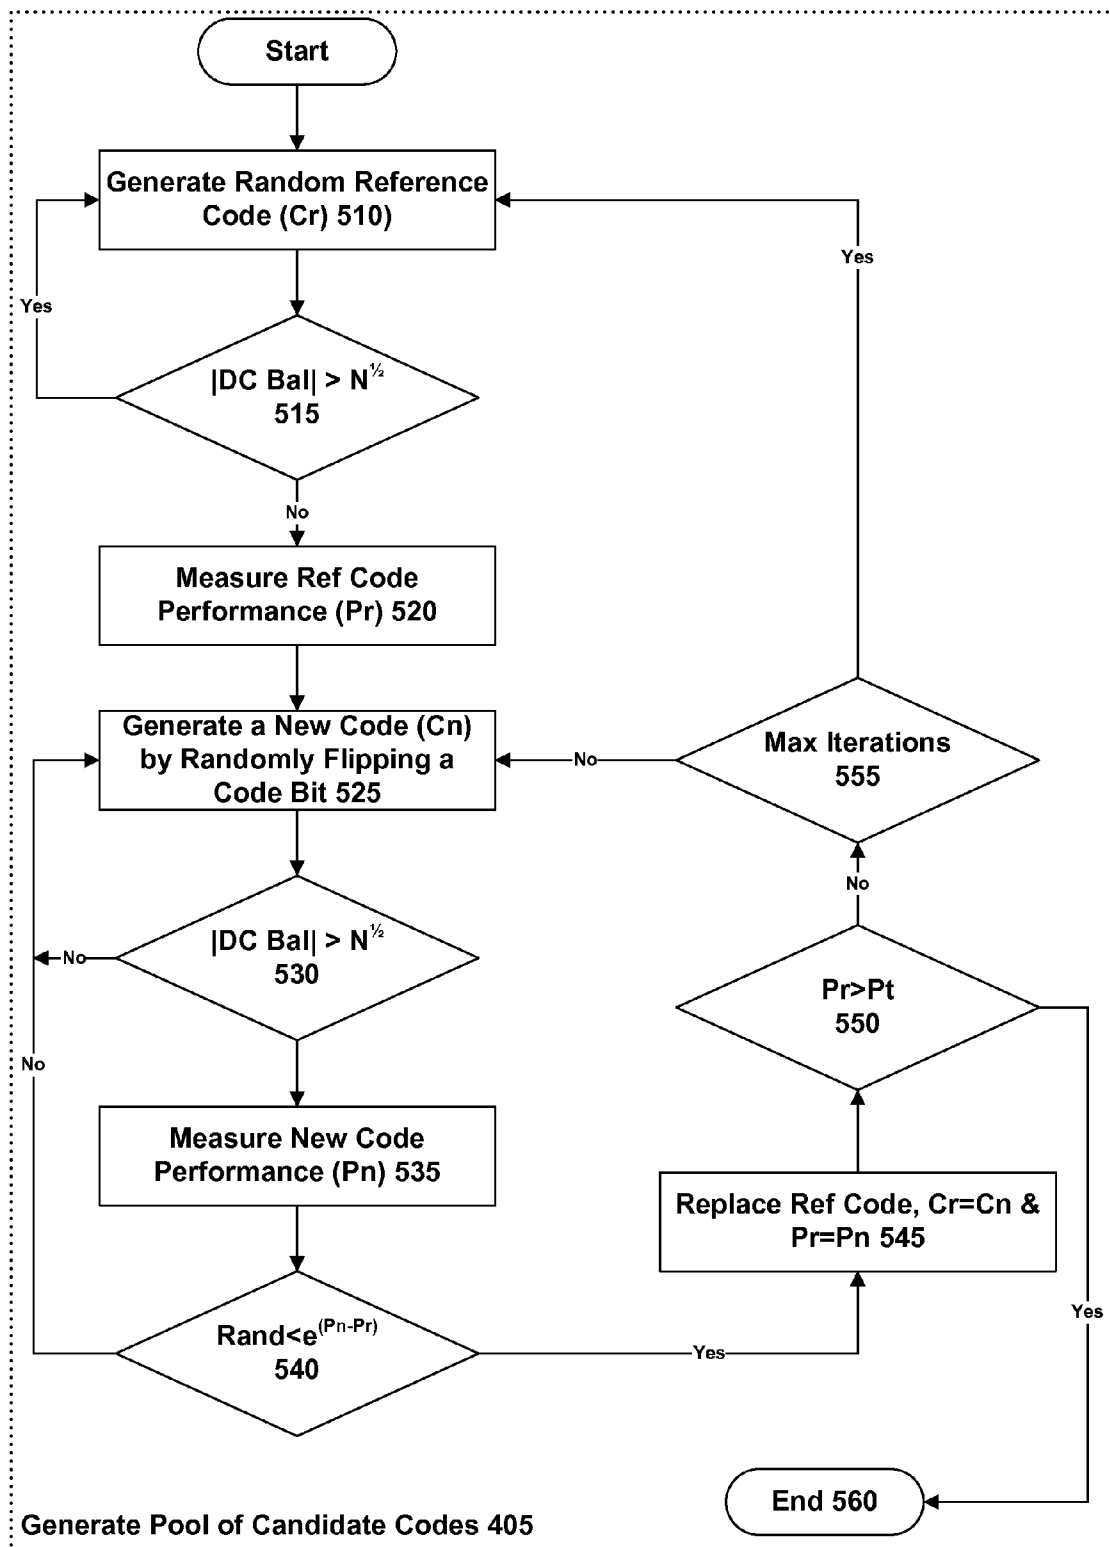 Start
Generate Random Reference
Code (Cr) 510)
Yes
Yes
|DC Bal| > N^½
515
No
Measure Ref Code
Performance (Pr) 520
Generate a New Code (Cn)
by Randomly Flipping a
Code Bit 525
No
Max Iterations
555
No
|DC Bal| > N^½
530
No
Pr>Pt
550
No
Measure New Code
Performance (Pn) 535
Replace Ref Code, Cr=Cn &
Pr=Pn 545
Yes
Rand<e^(Pn-Pr)
540
Yes
End 560
Generate Pool of Candidate Codes 405